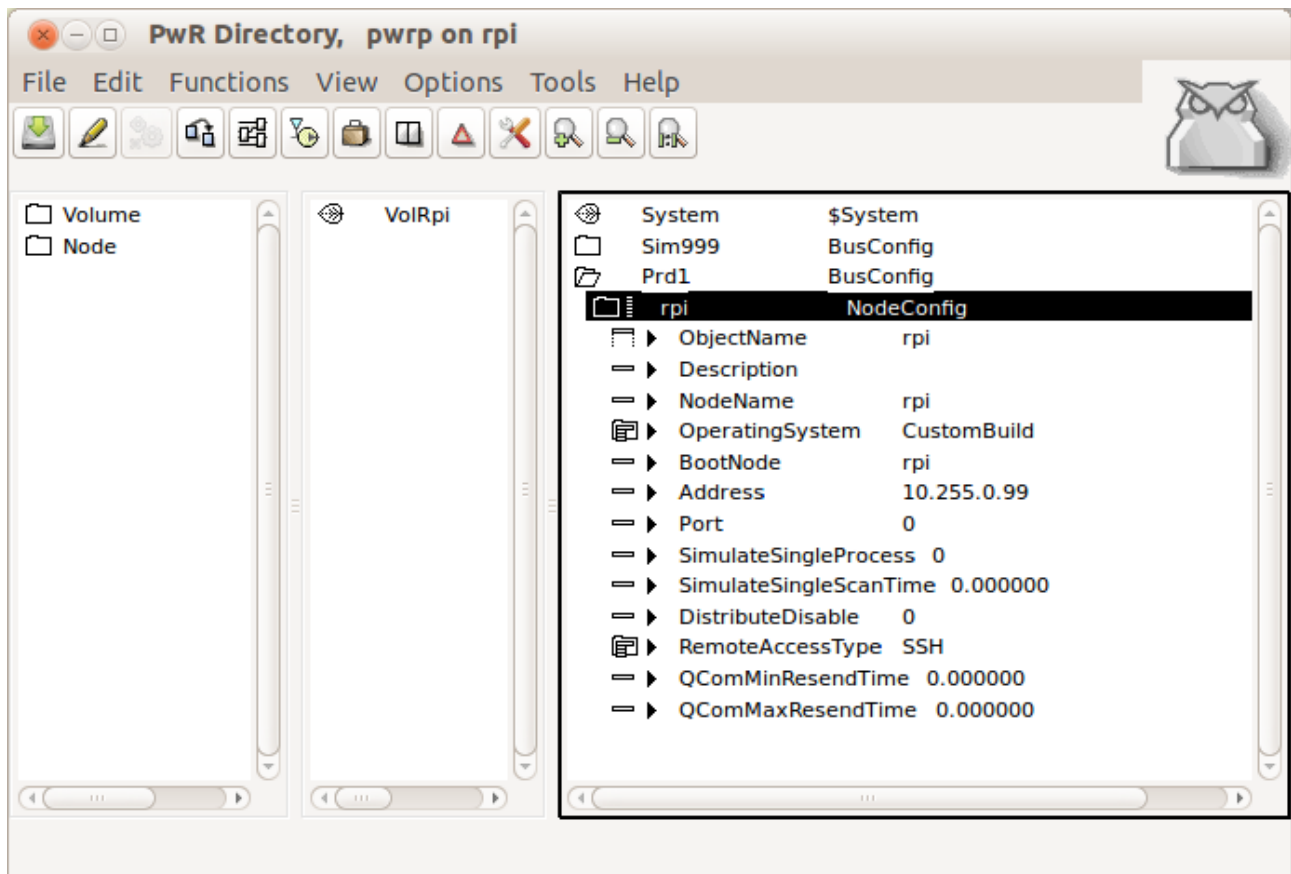 PwR Directory, pwrp on rpi
File Edit Functions View Options Tools Help
Volume
Node
VolRpi
System $System
Sim999 BusConfig
Prd1 BusConfig
rpi NodeConfig
ObjectName rpi
Description
NodeName rpi
OperatingSystem CustomBuild
BootNode rpi
Address 10.255.0.99
Port 0
SimulateSingleProcess 0
SimulateSingleScanTime 0.000000
DistributeDisable 0
RemoteAccessType SSH
QComMinResendTime 0.000000
QComMaxResendTime 0.000000